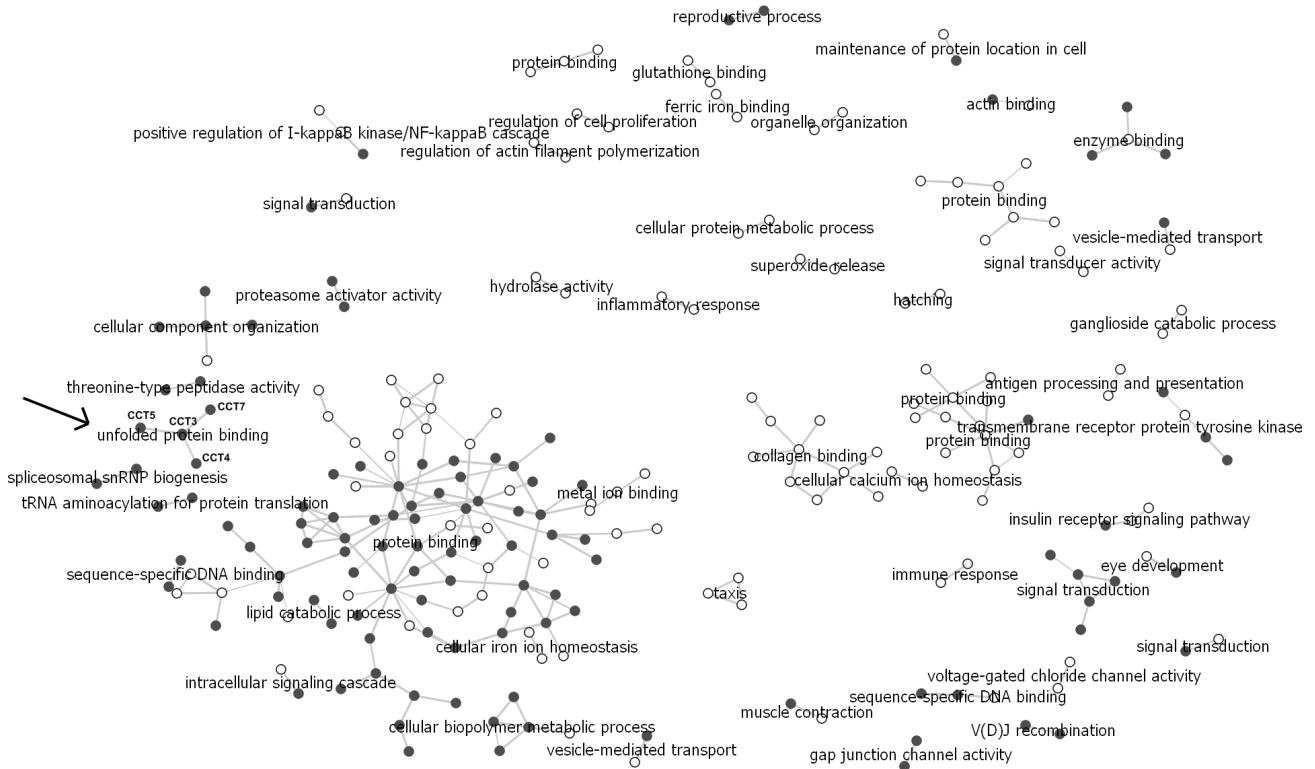 reproductive process
maintenance of protein location in cell
protein binding
glutathione binding
ferric iron binding
actin binding
regulation of cell proliferation
organelle organization
positive regulation of I-kappaB kinase/NF-kappaB cascade
enzyme binding
regulation of actin filament polymerization
signal transduction
protein binding
cellular protein metabolic process
vesicle-mediated transport
superoxide release
signal transducer activity
hydrolase activity
proteasome activator activity
inflammatory response
hatching
cellular component organization
ganglioside catabolic process
threonine-type peptidase activity
antigen processing and presentation
protein binding
CCT7
CCT5
CCT3
transmembrane receptor protein tyrosine kinase
unfolded protein binding
protein binding
CCT4
collagen binding
spliceosomal snRNP biogenesis
cellular calcium ion homeostasis
metal ion binding
tRNA aminoacylation for protein translation
insulin receptor signaling pathway
protein binding
eye development
sequence-specific DNA binding
immune response
signal transduction
taxis
lipid catabolic process
cellular iron ion homeostasis
signal transduction
voltage-gated chloride channel activity
intracellular signaling cascade
sequence-specific DNA binding
muscle contraction
cellular biopolymer metabolic process
V(D)J recombination
vesicle-mediated transport
gap junction channel activity